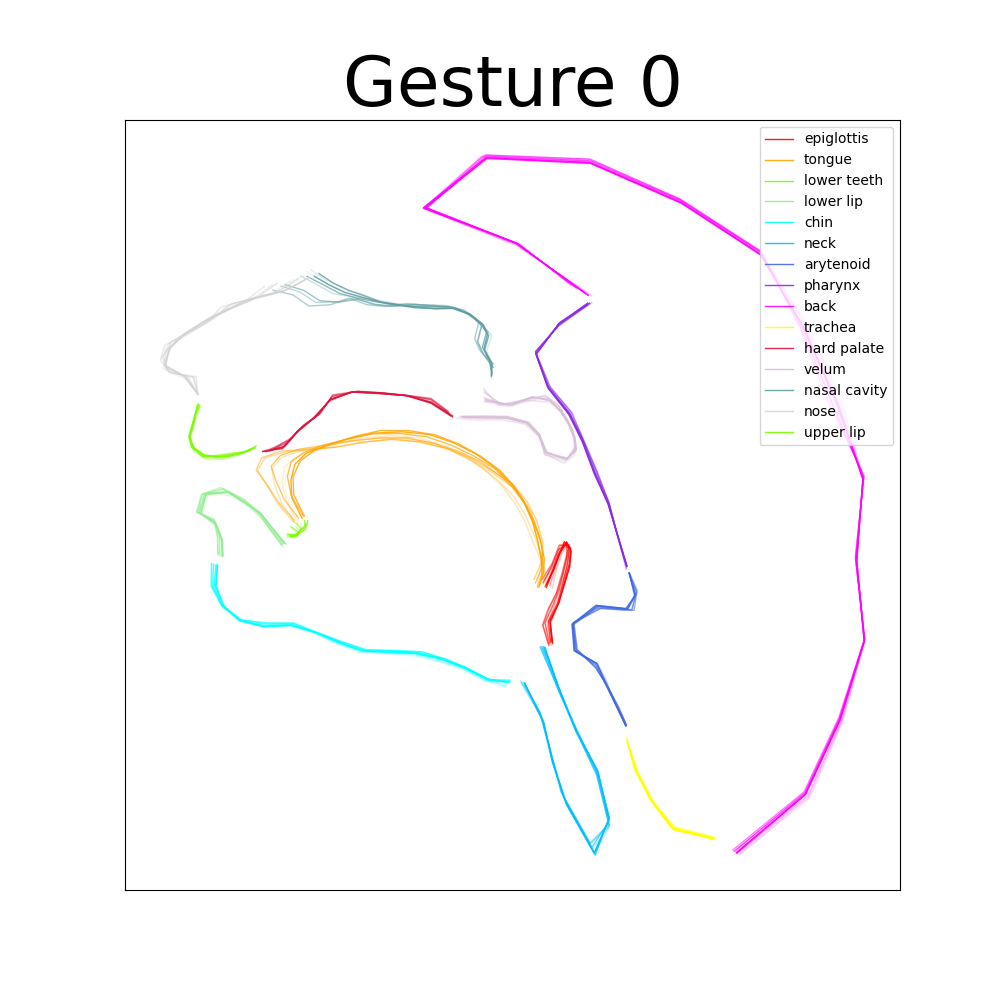 Gesture 0
epiglottis
tongue
lower teeth
lower lip
chin
neck
arytenoid
pharynx
back
trachea
hard palate
velum
nasal cavity
nose
upper lip